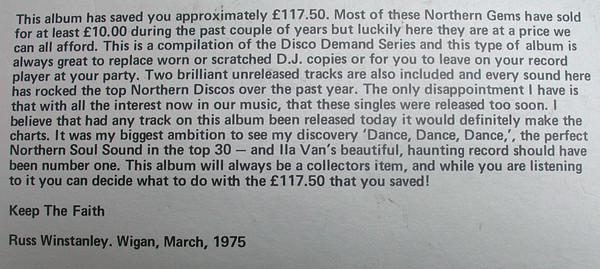 This album has saved you approximately £117.50. Most of these Northern Gems have sold
for at least £10.00 during the past couple of years but luckily here they are at a price we
can all afford. This is a compilation of the Disco Demand Series and this type of album is
always great to replace worn or scratched D.J. copies or for you to leave on your record
player at your party. Two brilliant unreleased tracks are also included and every sound here
has rocked the top Northern Discos over the past year. The only disappointment I have is
that with all the interest now in our music, that these singles were released too soon. I
believe that had any track on this album been released today it would definitely make the
charts. It was my biggest ambition to see my discovery 'Dance, Dance, Dance,', the perfect
Northern Soul Sound in the top 30 — and Ila Van's beautiful, haunting record should have
been number one. This album will always be a collectors item, and while you are listening
to it you can decide what to do with the £117.50 that you saved!
Keep The Faith
Russ Winstanley. Wigan, March, 1975